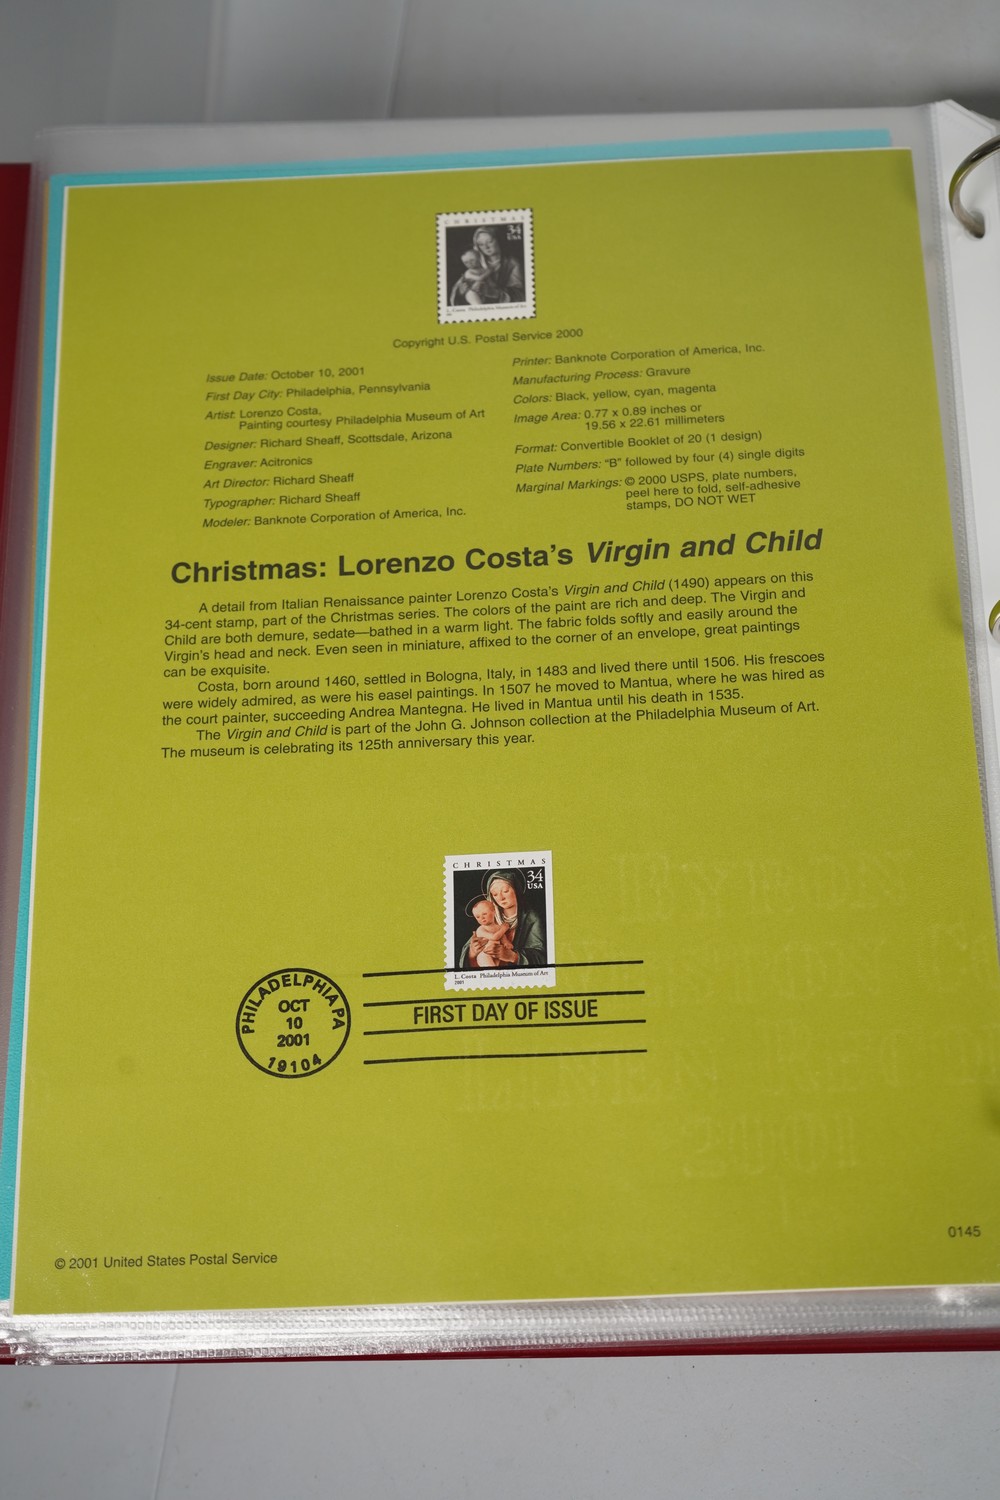 CHRISTMAS
34
USA
L. Costa Philadelphia Museum of Art
Copyright U.S. Postal Service 2000
Issue Date: October 10, 2001
First Day City: Philadelphia, Pennsylvania
Artist: Lorenzo Costa,
Painting courtesy Philadelphia Museum of Art
Designer: Richard Sheaff, Scottsdale, Arizona
Engraver: Acitronics
Art Director: Richard Sheaff
Typographer: Richard Sheaff
Modeler: Banknote Corporation of America, Inc.
Printer: Banknote Corporation of America, Inc.
Manufacturing Process: Gravure
Colors: Black, yellow, cyan, magenta
Image Area: 0.77 x 0.89 inches or
19.56 x 22.61 millimeters
Format: Convertible Booklet of 20 (1 design)
Plate Numbers: "B" followed by four (4) single digits
Marginal Markings: © 2000 USPS, plate numbers,
peel here to fold, self-adhesive
stamps, DO NOT WET
Christmas: Lorenzo Costa's Virgin and Child
A detail from Italian Renaissance painter Lorenzo Costa's Virgin and Child (1490) appears on this
34-cent stamp, part of the Christmas series. The colors of the paint are rich and deep. The Virgin and
Child are both demure, sedate—bathed in a warm light. The fabric folds softly and easily around the
Virgin's head and neck. Even seen in miniature, affixed to the corner of an envelope, great paintings
can be exquisite.
Costa, born around 1460, settled in Bologna, Italy, in 1483 and lived there until 1506. His frescoes
were widely admired, as were his easel paintings. In 1507 he moved to Mantua, where he was hired as
the court painter, succeeding Andrea Mantegna. He lived in Mantua until his death in 1535.
The Virgin and Child is part of the John G. Johnson collection at the Philadelphia Museum of Art.
The museum is celebrating its 125th anniversary this year.
CHRISTMAS
34
USA
L. Costa Philadelphia Museum of Art
2001
PHILADELPHIA PA
OCT
10
2001
19104
FIRST DAY OF ISSUE
0145
© 2001 United States Postal Service